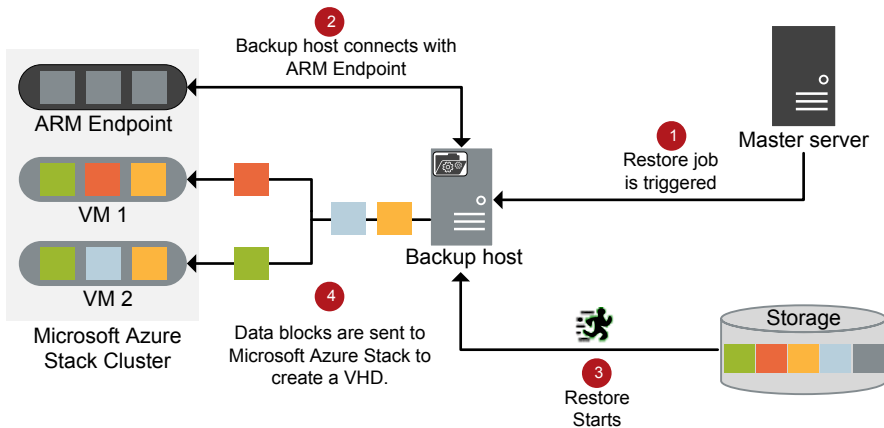 2
Backup host connects with
ARM Endpoint
ARM Endpoint
1
Restore job
is triggered
Master server
VM 1
VM 2
Backup host
Microsoft Azure
Stack Cluster
4
Data blocks are sent to
Microsoft Azure Stack to
create a VHD.
3
Restore
Starts
Storage